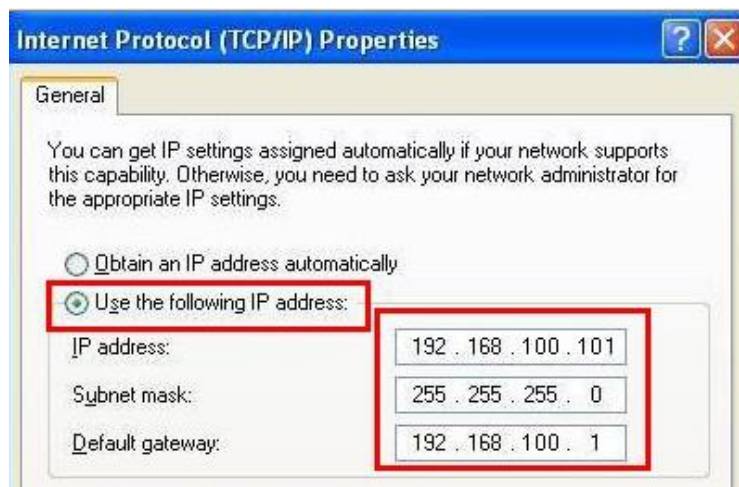 Internet Protocol (TCP/IP) Properties
?
General
You can get IP settings assigned automatically if your network supports
this capability. Otherwise, you need to ask your network administrator for
the appropriate IP settings.
Obtain an IP address automatically
Use the following IP address:
IP address: 192 . 168 . 100 . 101
Subnet mask: 255 . 255 . 255 . 0
Default gateway: 192 . 168 . 100 . 1